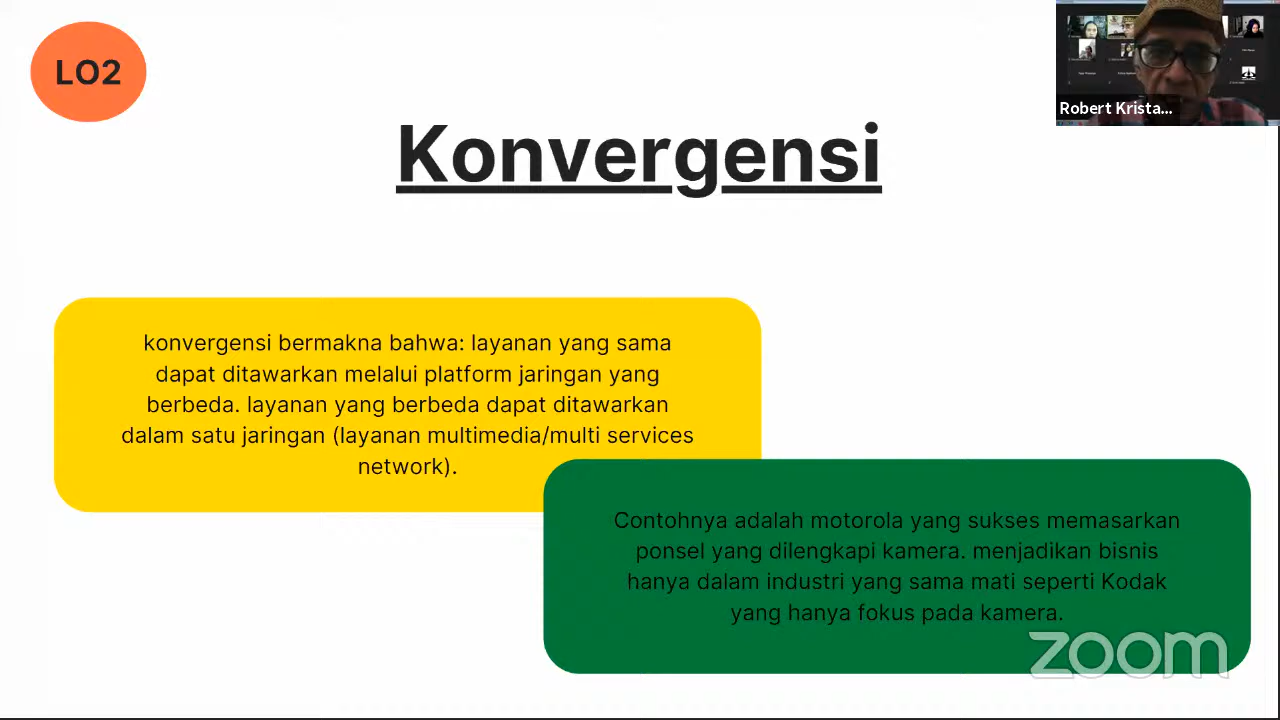 LO2
Robert Krista...
Konvergensi
konvergensi bermakna bahwa: layanan yang sama
dapat ditawarkan melalui platform jaringan yang
berbeda. layanan yang berbeda dapat ditawarkan
dalam satu jaringan (layanan multimedia/multi services
network).
Contohnya adalah motorola yang sukses memasarkan
ponsel yang dilengkapi kamera. menjadikan bisnis
hanya dalam industri yang sama mati seperti Kodak
yang hanya fokus pada kamera.
zoom